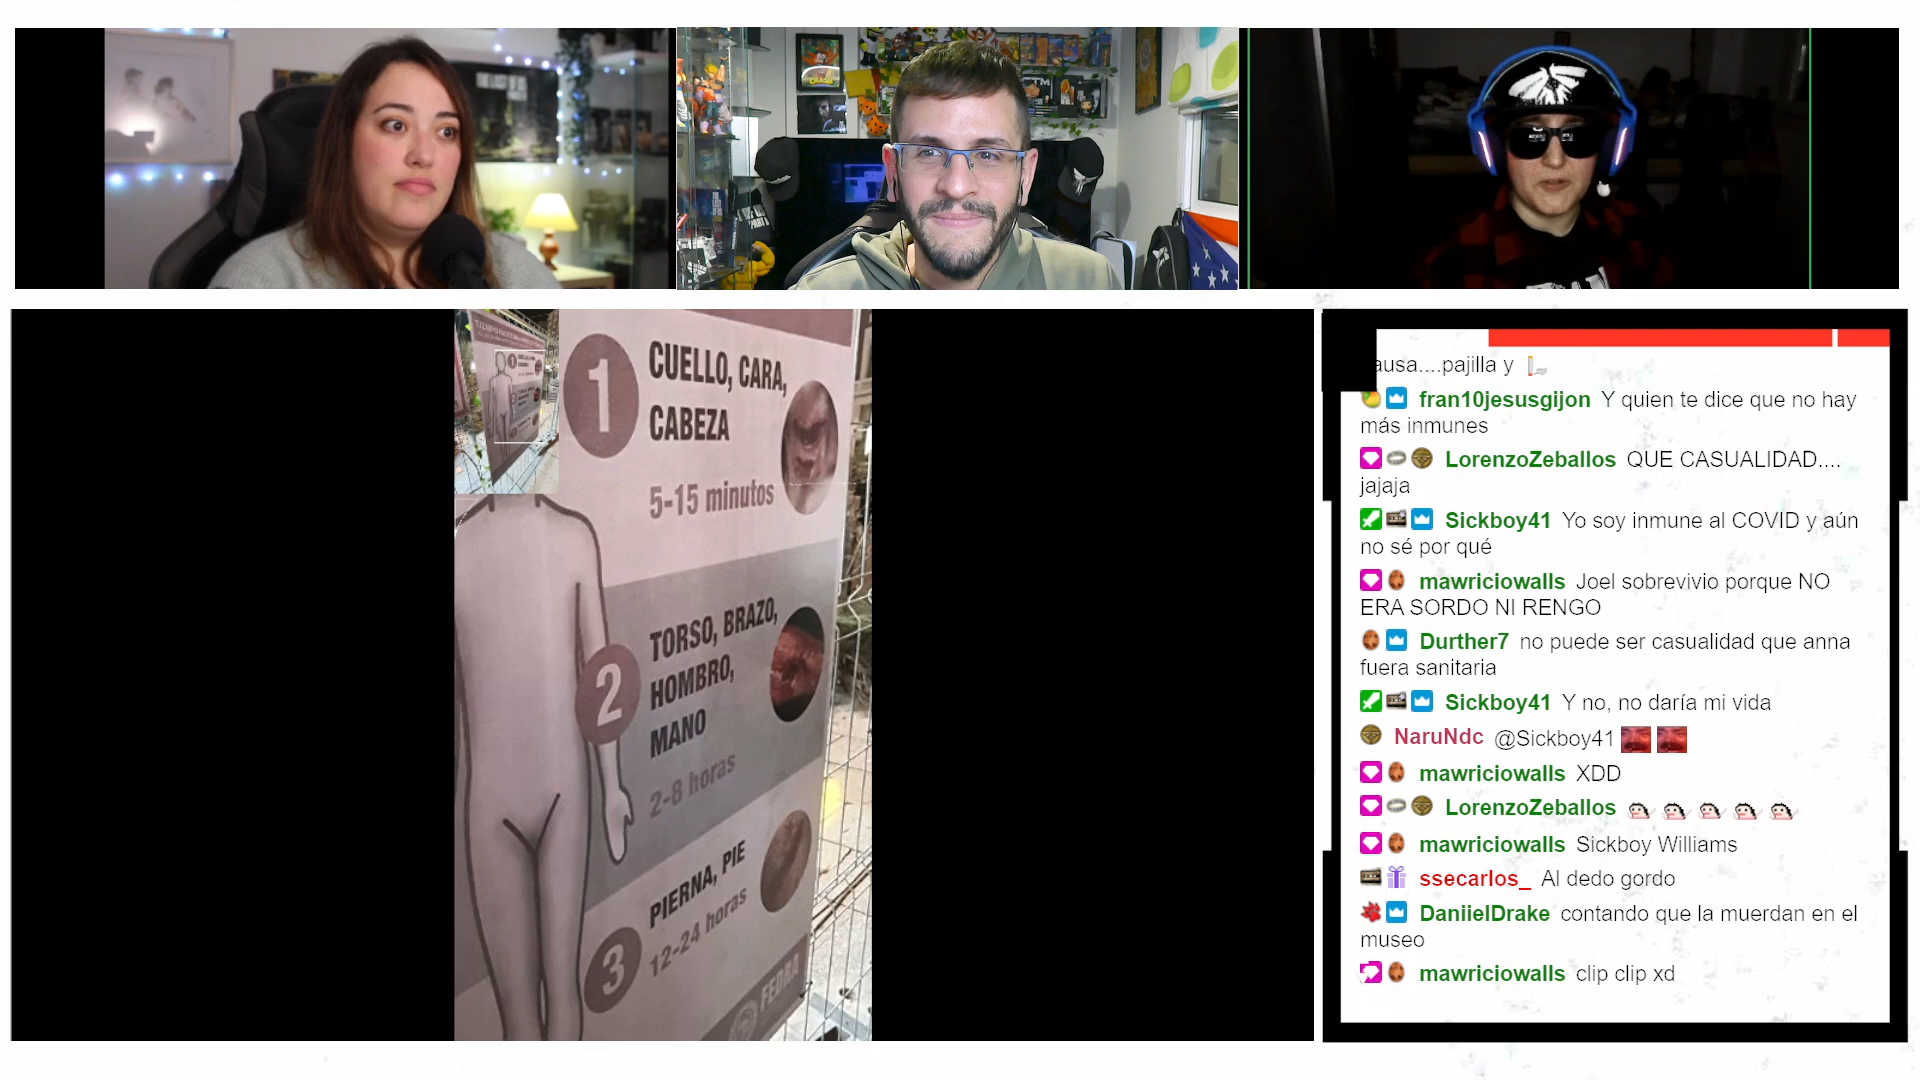 1
CUELLO, CARA,
CABEZA
5-15 minutos
2
TORSO, BRAZO,
HOMBRO,
MANO
2-8 horas
3
PIERNA, PIE
12-24 horas
FEDRA
ausa....pajilla y
fran10jesusgijon Y quien te dice que no hay
más inmunes
LorenzoZeballos QUE CASUALIDAD....
jajaja
Sickboy41 Yo soy inmune al COVID y aún
no sé por qué
mawriciowalls Joel sobrevivio porque NO
ERA SORDO NI RENGO
Durther7 no puede ser casualidad que anna
fuera sanitaria
Sickboy41 Y no, no daría mi vida
NaruNdc @Sickboy41
mawriciowalls XDD
LorenzoZeballos
mawriciowalls Sickboy Williams
ssecarlos_ Al dedo gordo
DaniielDrake contando que la muerdan en el
museo
mawriciowalls clip clip xd